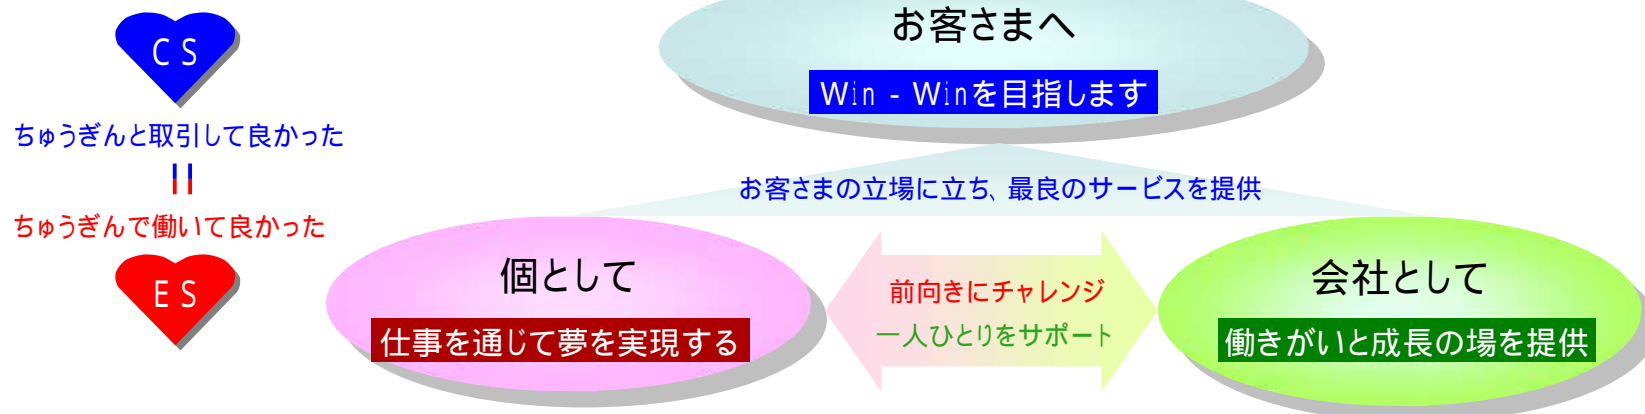 CS
ちゅうぎんと取引して良かった
=
ちゅうぎんで働いて良かった
ES
お客さまへ
Win - Winを目指します
お客さまの立場に立ち、最良のサービスを提供
個として
仕事を通じて夢を実現する
前向きにチャレンジ
一人ひとりをサポート
会社として
働きがいと成長の場を提供